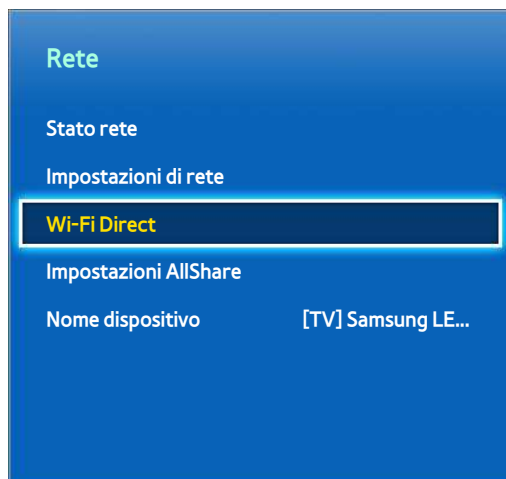 Rete
Stato rete
Impostazioni di rete
Wi-Fi Direct
Impostazioni AllShare
Nome dispositivo [TV] Samsung LE...